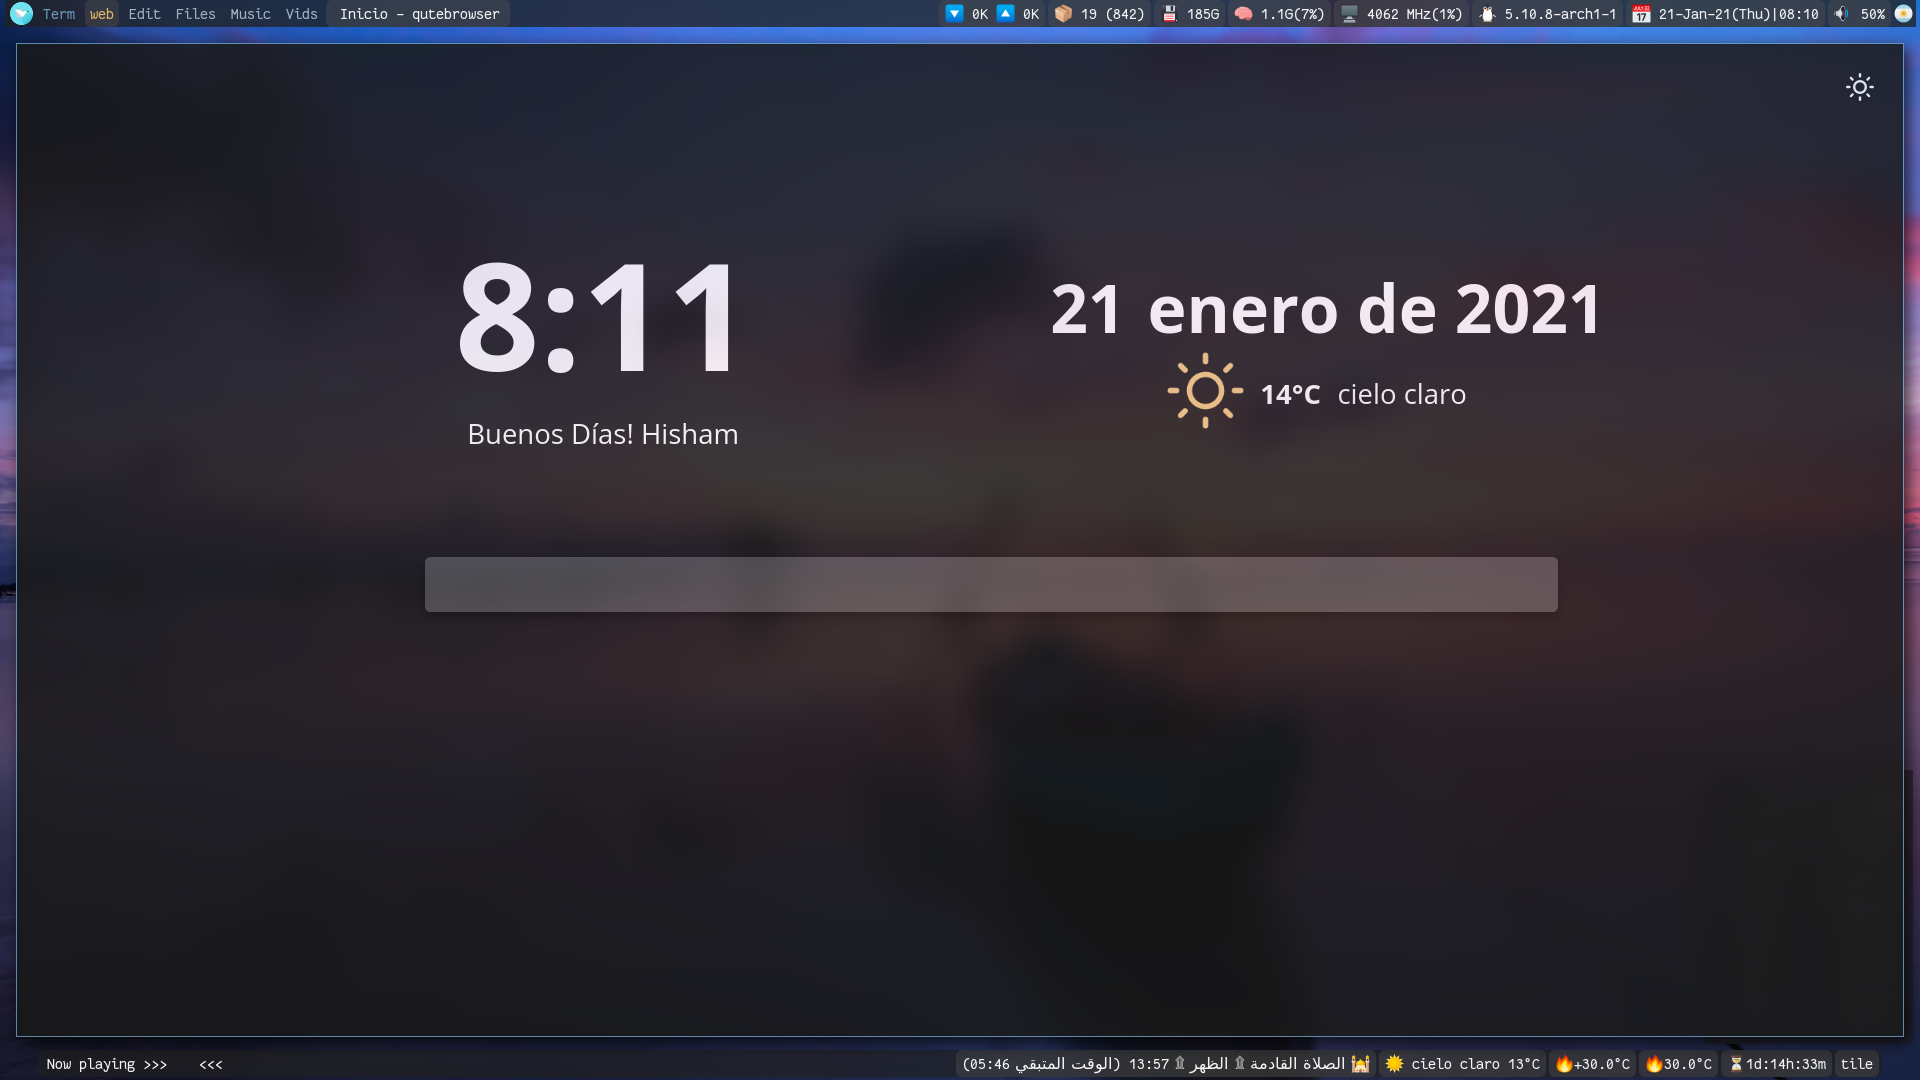 Term web Edit Files Music Vids Inicio - qutebrowser 0K 0K 19 (842) 185G 1.1G(7%) 4062 MHz(1%) 5.10.8-arch1-1 21-Jan-21(Thu)|08:10 50%
8:11
Buenos Días! Hisham
21 enero de 2021
14°C cielo claro
Now playing >>> <<< الصلاة القادمة 🕋 الظهر 🕋 13:57 (الوقت المتبقي 05:46) cielo claro 13°C +30.0°C 30.0°C 1d:14h:33m tile